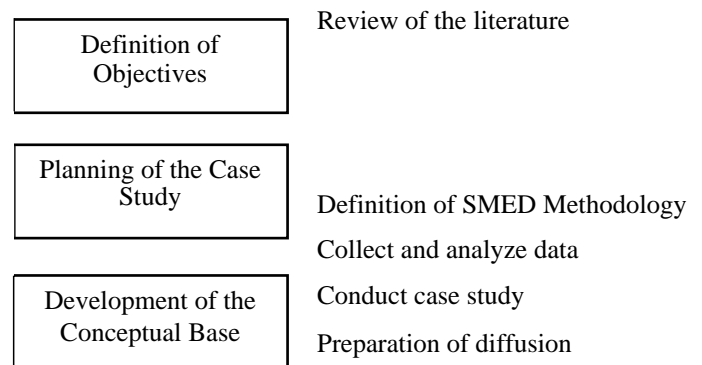 Review of the literature
Definition of
Objectives
Planning of the Case
Study
Definition of SMED Methodology
Collect and analyze data
Development of the
Conceptual Base
Conduct case study
Preparation of diffusion